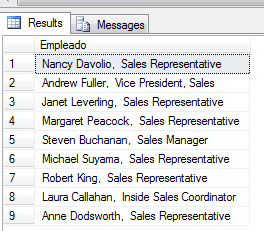 Results Messages
Empleado
1 Nancy Davolio, Sales Representative
2 Andrew Fuller, Vice President, Sales
3 Janet Leverling, Sales Representative
4 Margaret Peacock, Sales Representative
5 Steven Buchanan, Sales Manager
6 Michael Suyama, Sales Representative
7 Robert King, Sales Representative
8 Laura Callahan, Inside Sales Coordinator
9 Anne Dodsworth, Sales Representative